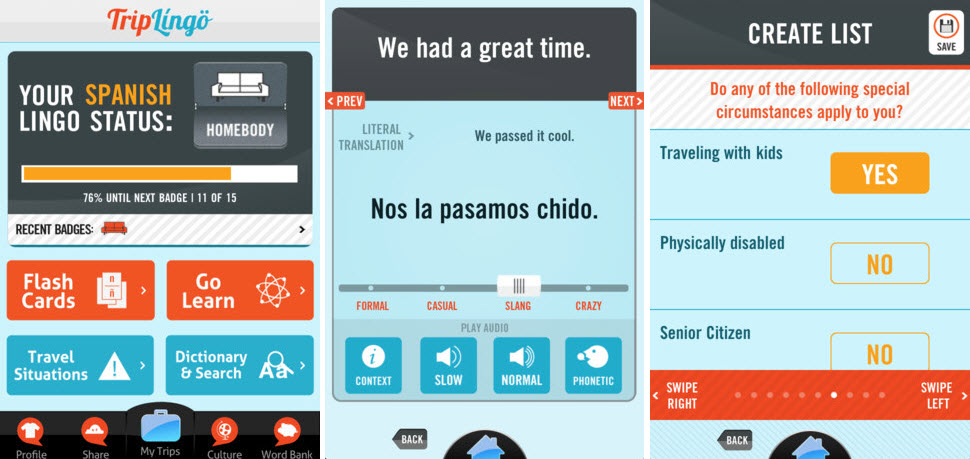 TripLingo
YOUR SPANISH
LINGO STATUS:
HOMEBODY
76% UNTIL NEXT BADGE | 11 OF 15
RECENT BADGES:
Flash
Cards
Go
Learn
Travel
Situations
Dictionary
& Search
Aa
Profile
Share
My Trips
Culture
Word Bank
We had a great time.
PREV
NEXT
LITERAL
TRANSLATION
We passed it cool.
Nos la pasamos chido.
FORMAL
CASUAL
SLANG
CRAZY
PLAY AUDIO
CONTEXT
SLOW
NORMAL
PHONETIC
BACK
CREATE LIST
SAVE
Do any of the following special
circumstances apply to you?
Traveling with kids
YES
Physically disabled
NO
Senior Citizen
NO
SWIPE
RIGHT
SWIPE
LEFT
BACK